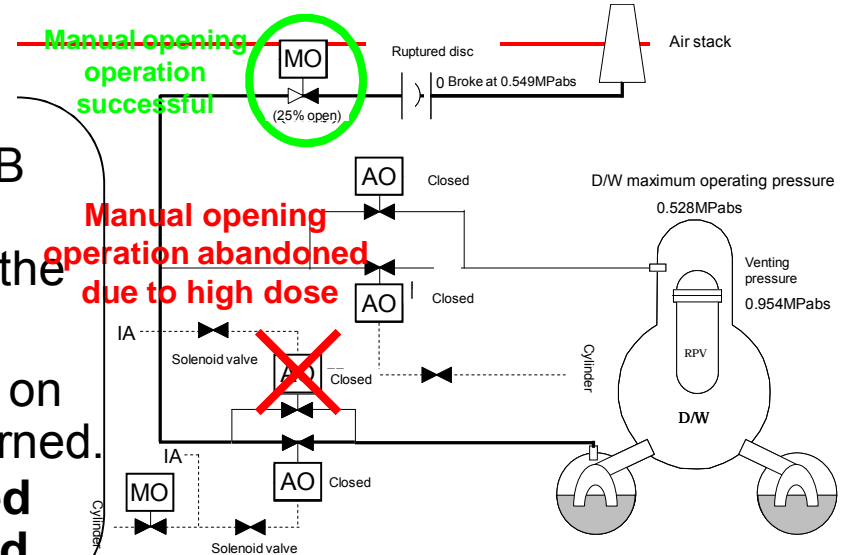 Manual opening
operation
successful
MO
(25% open)
Ruptured disc
0 Broke at 0.549MPabs
Air stack
B
the
on
rned.
ed
d
AO
Closed
Manual opening
operation abandoned
due to high dose
AO
Closed
D/W maximum operating pressure
0.528MPabs
Venting
pressure
0.954MPabs
RPV
D/W
IA
Solenoid valve
AO
Closed
Cylinder
IA
AO
Closed
MO
Cylinder
Solenoid valve